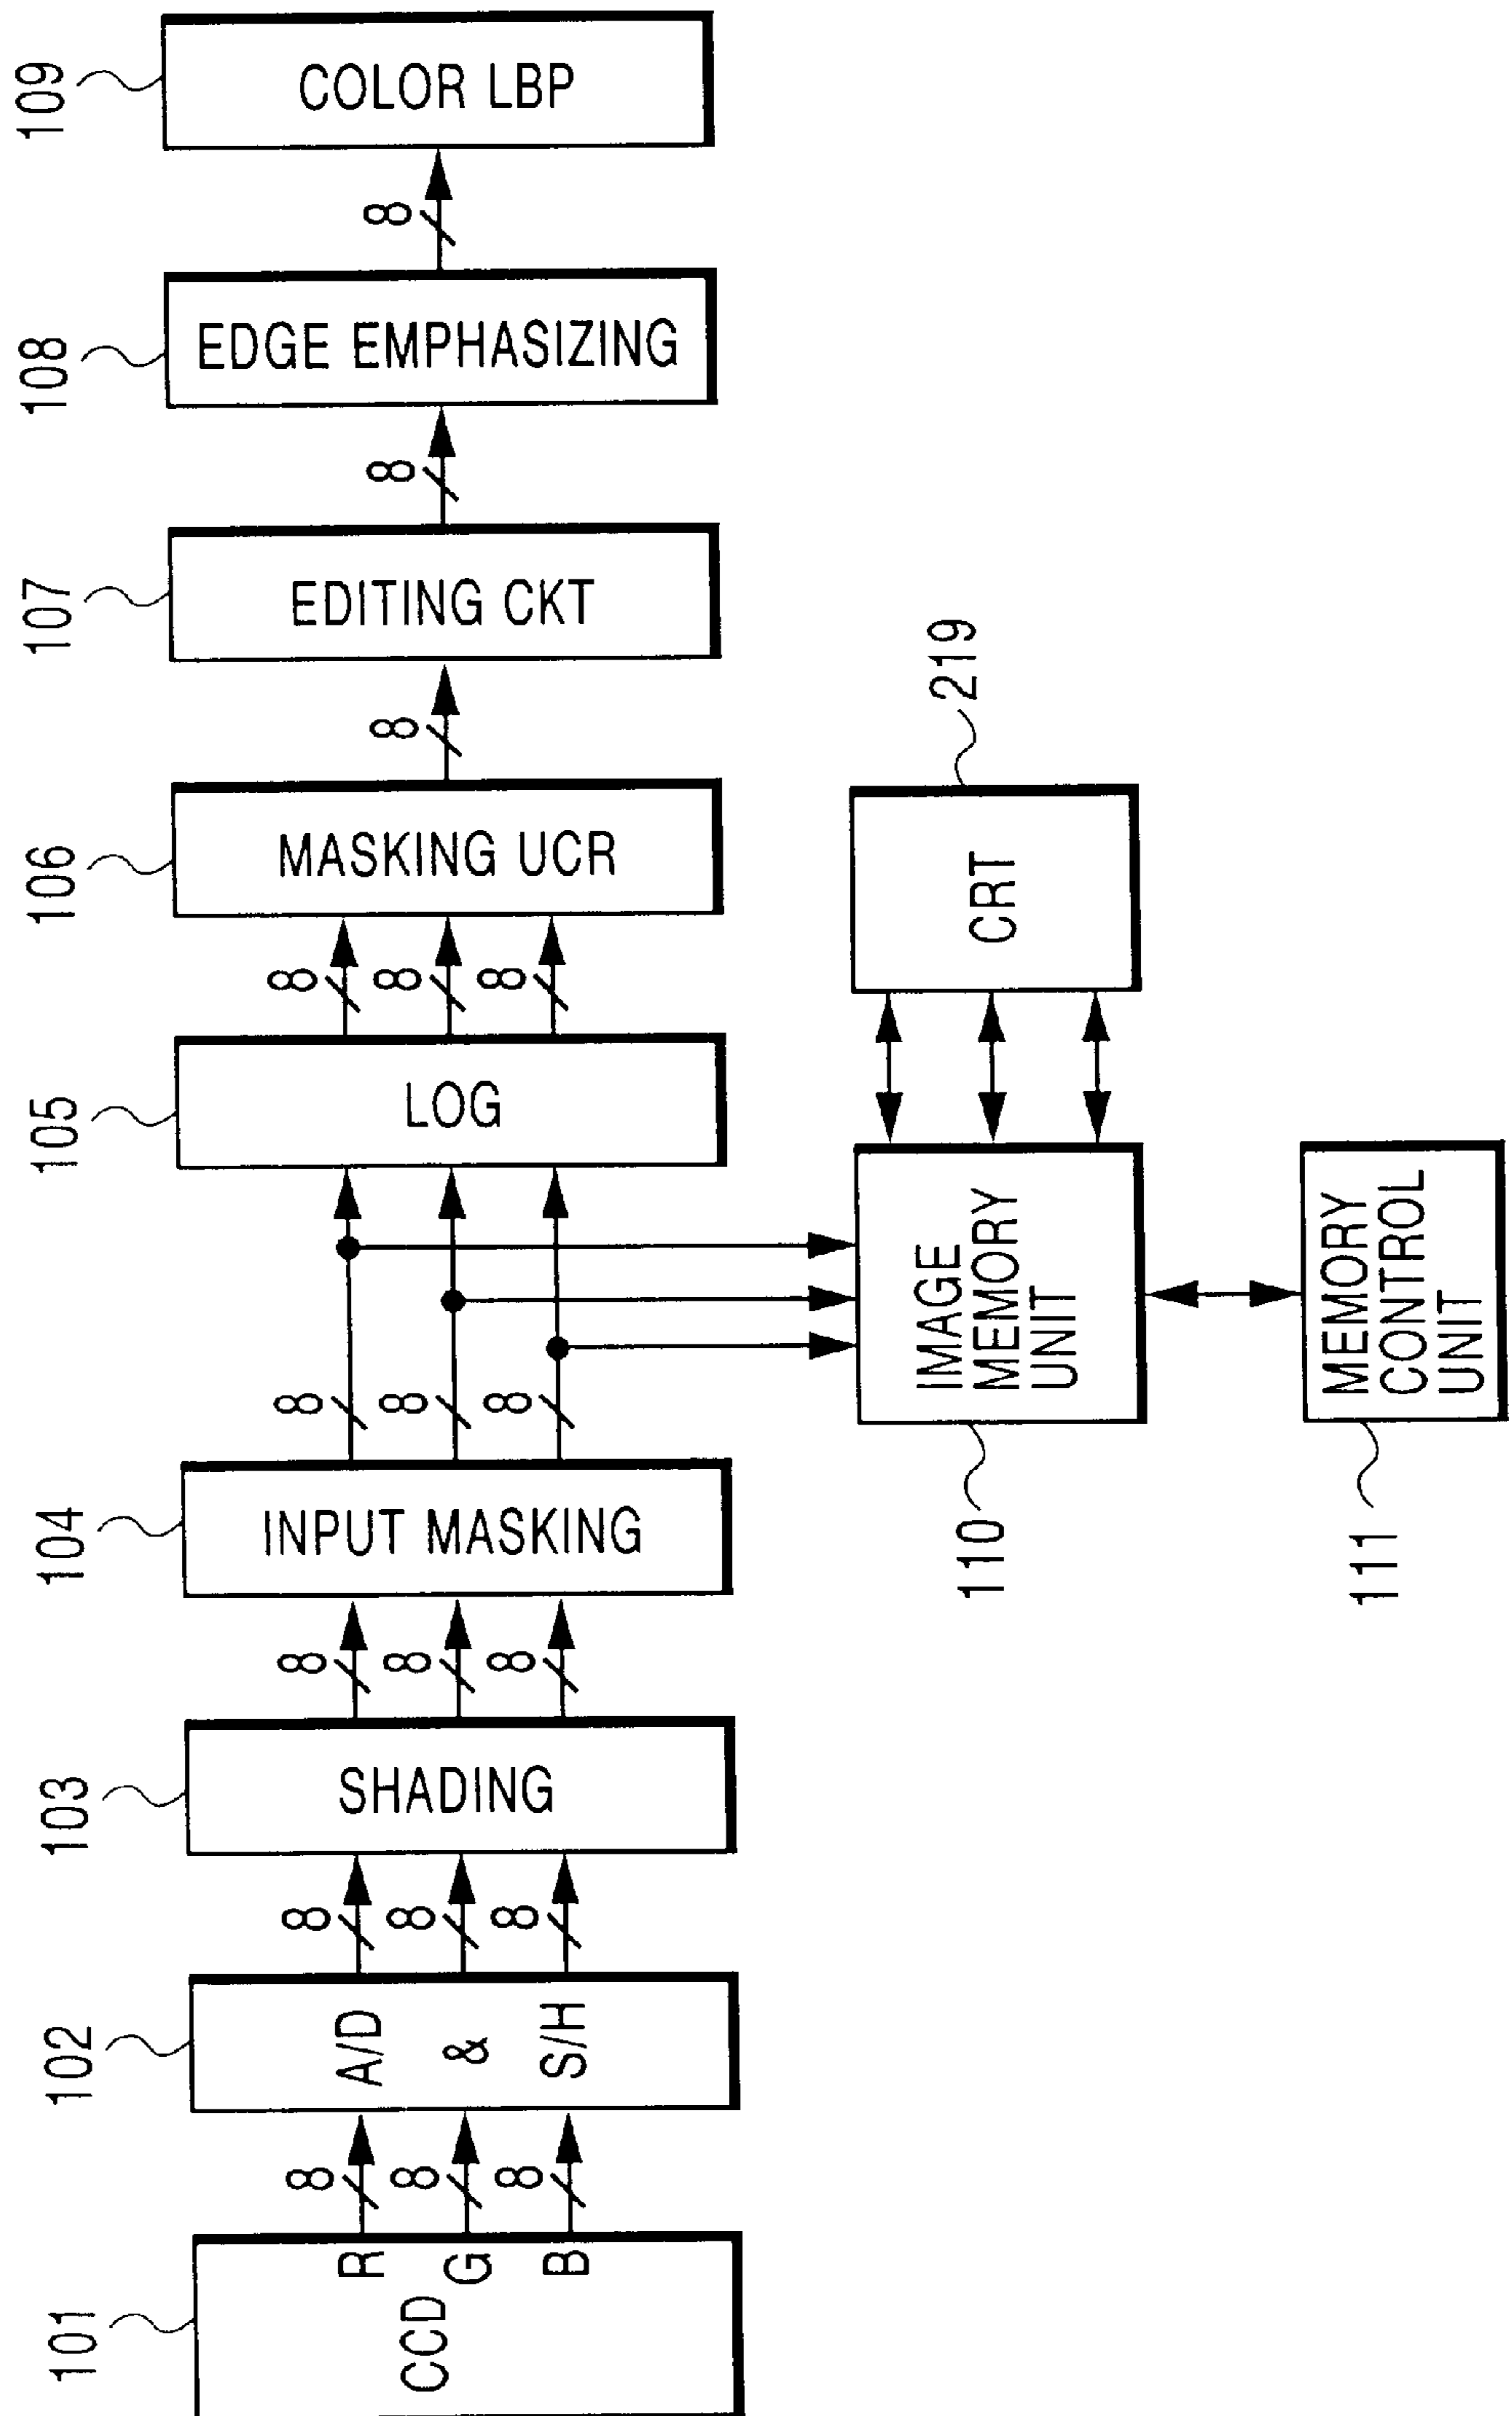 101
102
103
104
105
106
107
108
109
CCD
R
G
B
8
8
8
A/D
&
S/H
8
8
8
SHADING
8
8
8
INPUT MASKING
8
8
8
LOG
8
8
8
MASKING UCR
8
EDITING CKT
8
EDGE EMPHASIZING
8
COLOR LBP
110
IMAGE
MEMORY
UNIT
CRT
219
111
MEMORY
CONTROL
UNIT